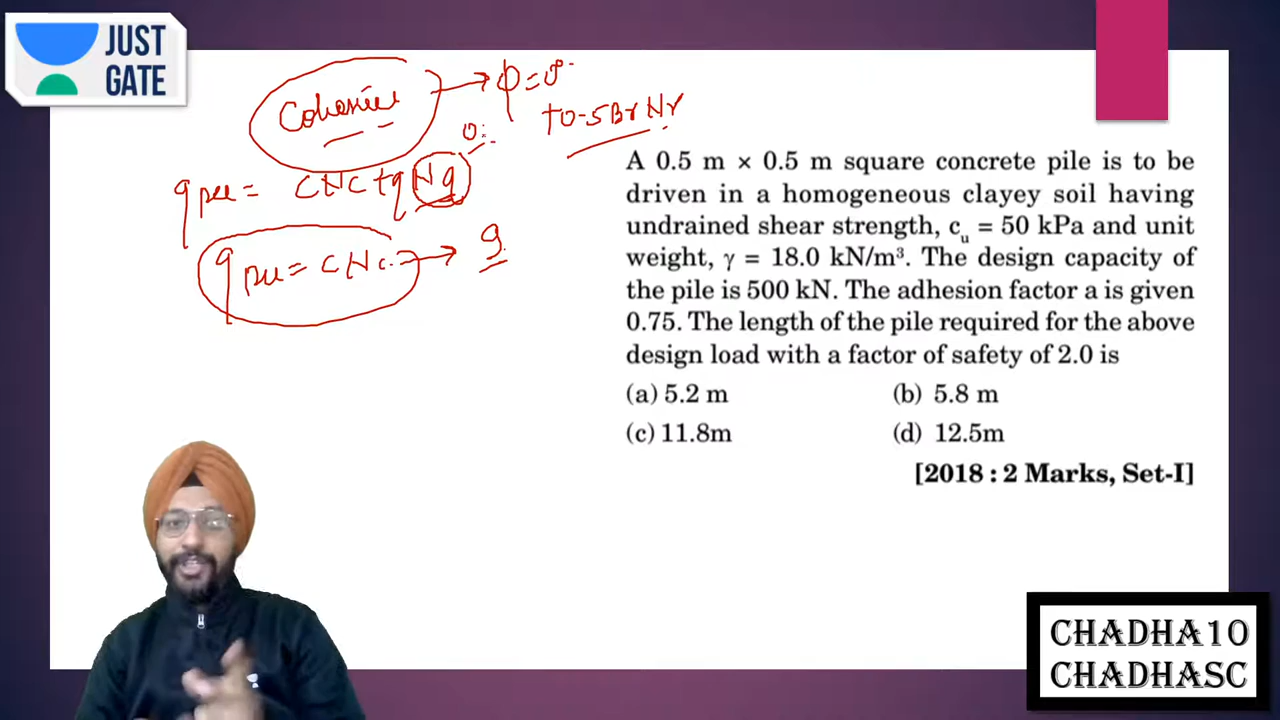 JUST
GATE
Cohesive → φ = 0°
+0.5BγNγ
0
qpu = CNc + qNq
qpu = CNc → 9
A 0.5 m × 0.5 m square concrete pile is to be
driven in a homogeneous clayey soil having
undrained shear strength, cu = 50 kPa and unit
weight, γ = 18.0 kN/m³. The design capacity of
the pile is 500 kN. The adhesion factor a is given
0.75. The length of the pile required for the above
design load with a factor of safety of 2.0 is
(a) 5.2 m (b) 5.8 m
(c) 11.8m (d) 12.5m
[2018 : 2 Marks, Set-I]
CHADHA10
CHADHASC